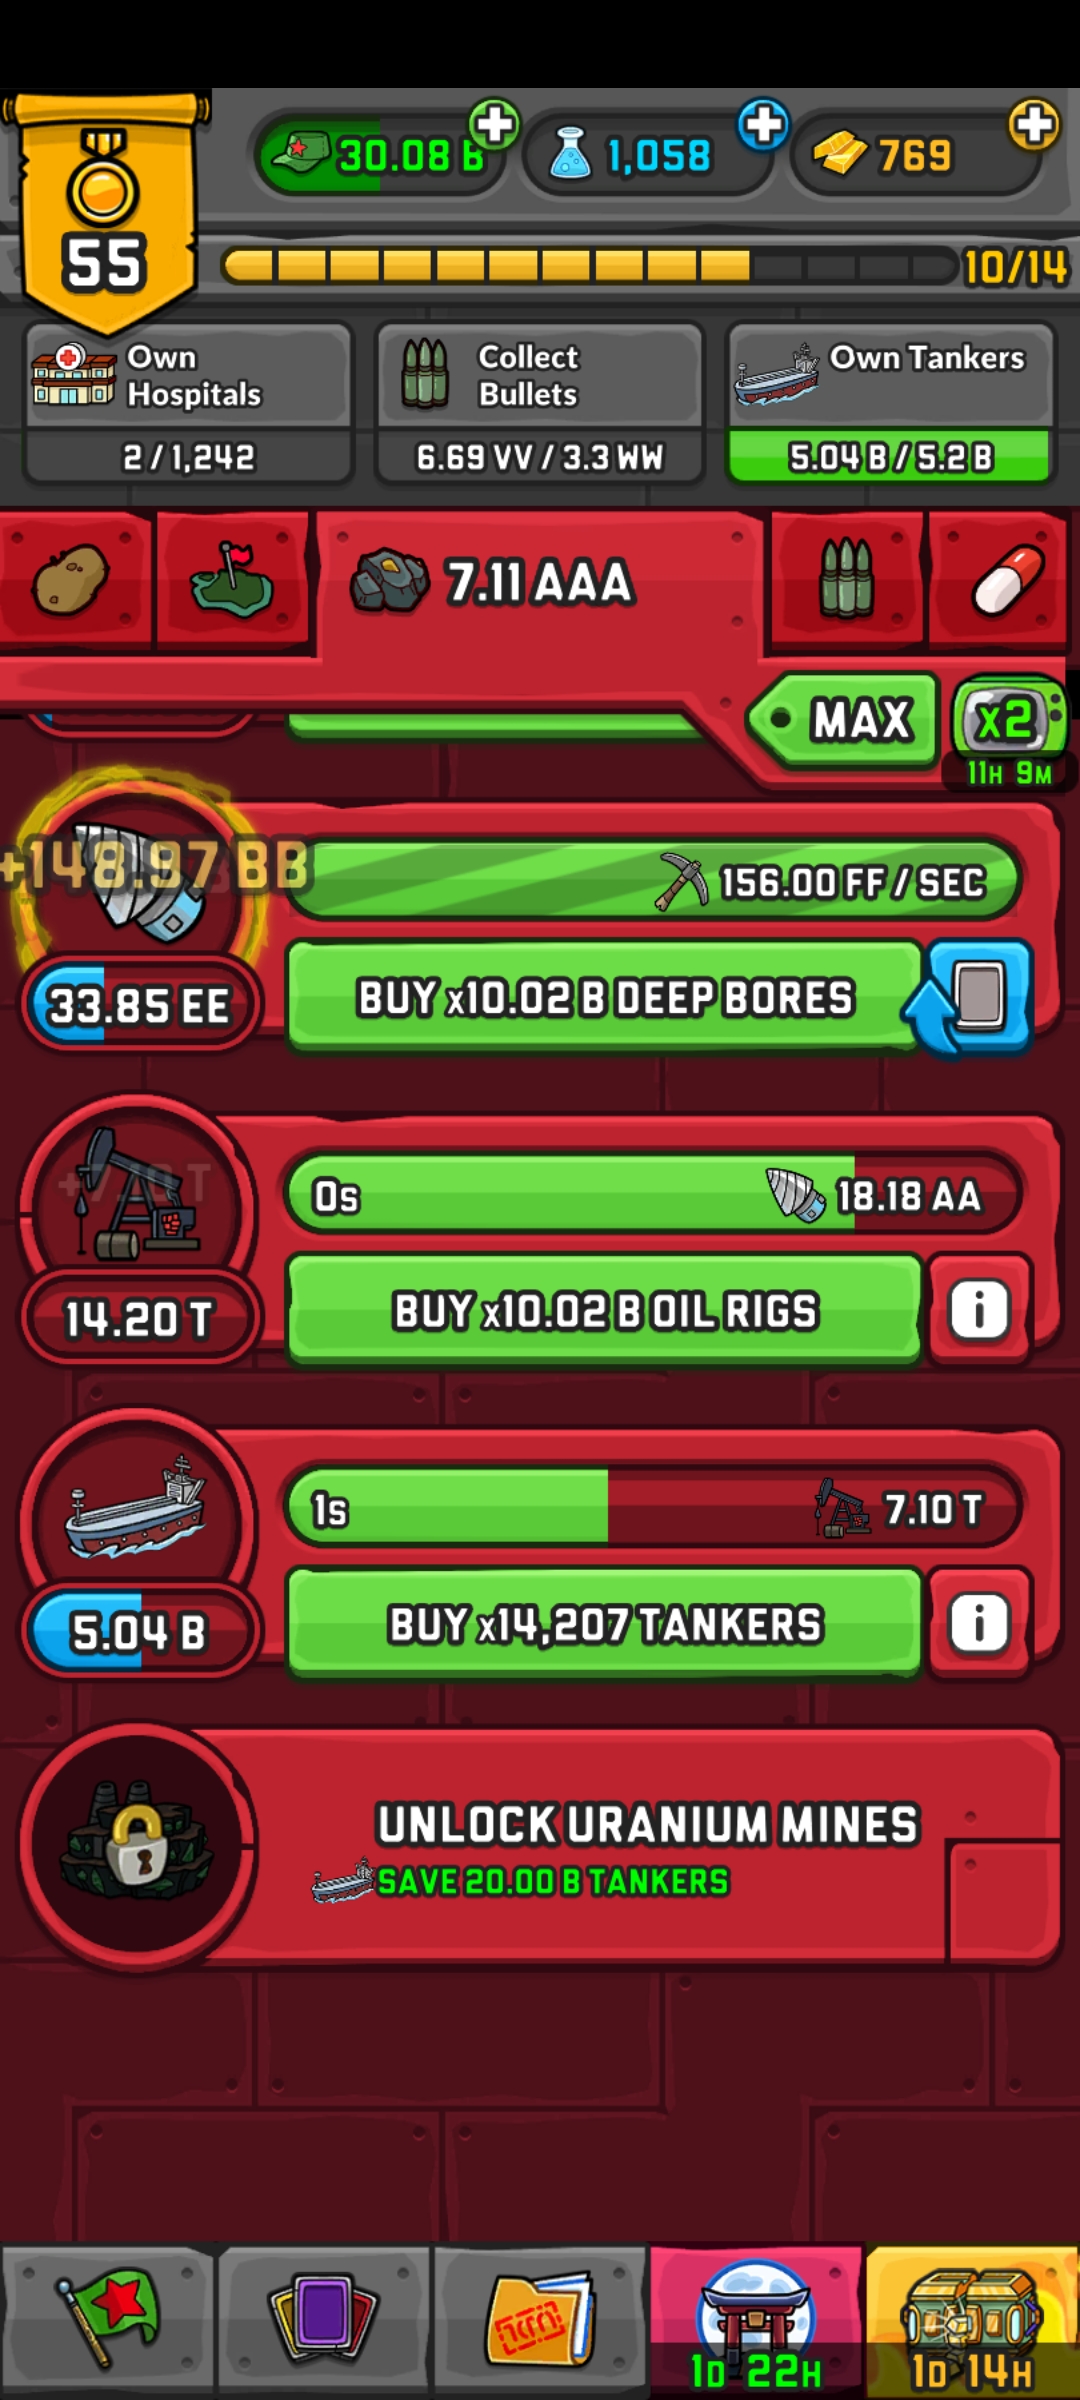 30.08 B
1,058
769
55
10/14
Own
Hospitals
2 / 1,242
Collect
Bullets
6.69 VV / 3.3 WW
Own Tankers
5.04 B / 5.2 B
7.11 AAA
MAX
x2
11H 9M
+148.97 BB
156.00 FF / SEC
33.85 EE
BUY x10.02 B DEEP BORES
0s
18.18 AA
14.20 T
BUY x10.02 B OIL RIGS
i
1s
7.10 T
5.04 B
BUY x14,207 TANKERS
i
UNLOCK URANIUM MINES
SAVE 20.00 B TANKERS
1D 22H
1D 14H